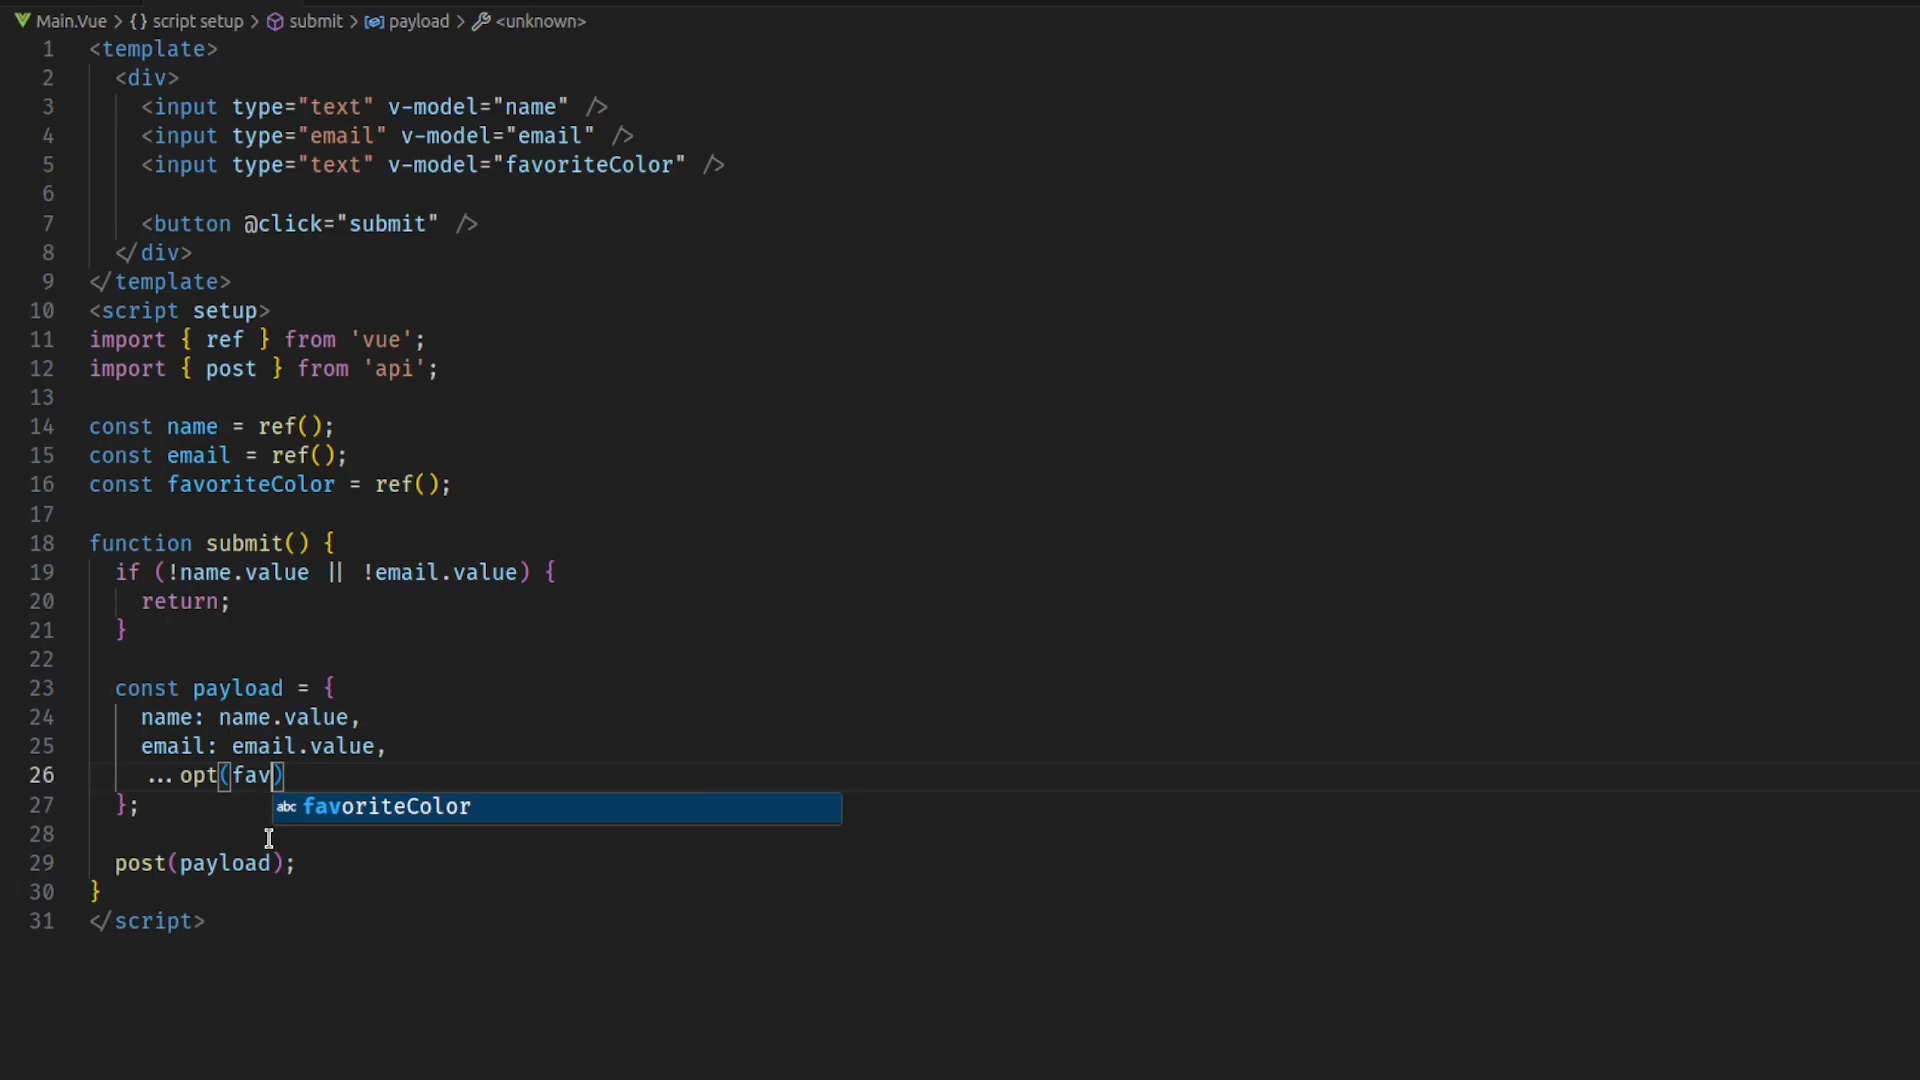 Main.Vue > {} script setup > submit > payload > <unknown>
1 <template>
2 <div>
3 <input type="text" v-model="name" />
4 <input type="email" v-model="email" />
5 <input type="text" v-model="favoriteColor" />
6
7 <button @click="submit" />
8 </div>
9 </template>
10 <script setup>
11 import { ref } from 'vue';
12 import { post } from 'api';
13
14 const name = ref();
15 const email = ref();
16 const favoriteColor = ref();
17
18 function submit() {
19 if (!name.value || !email.value) {
20 return;
21 }
22
23 const payload = {
24 name: name.value,
25 email: email.value,
26 ...opt(fav)
27 };
abc favoriteColor
28
29 post(payload);
30 }
31 </script>